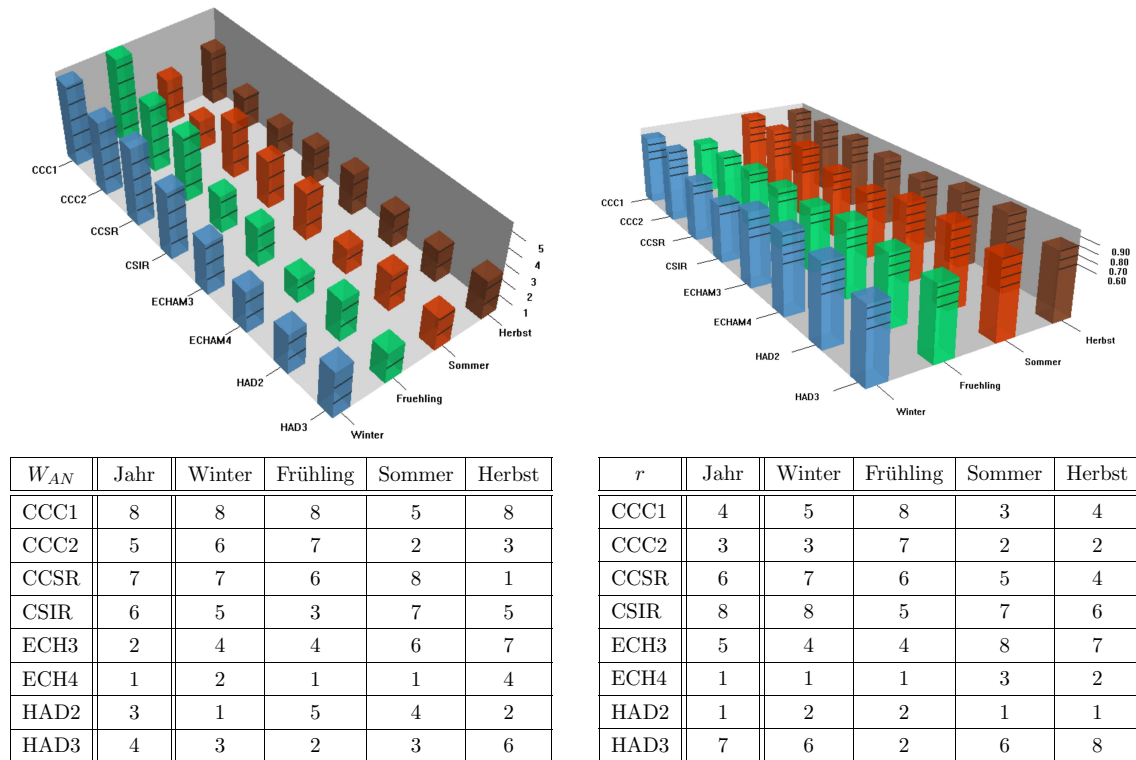 CCC1
CCC2
CCSR
CSIR
ECHAM3
ECHAM4
HAD2
HAD3
5
4
3
2
1
Herbst
Sommer
Fruehling
Winter
CCC1
CCC2
CCSR
CSIR
ECHAM3
ECHAM4
HAD2
HAD3
0.90
0.80
0.70
0.60
Herbst
Sommer
Fruehling
Winter
W_AN Jahr Winter Frühling Sommer Herbst
CCC1 8 8 8 5 8
CCC2 5 6 7 2 3
CCSR 7 7 6 8 1
CSIR 6 5 3 7 5
ECH3 2 4 4 6 7
ECH4 1 2 1 1 4
HAD2 3 1 5 4 2
HAD3 4 3 2 3 6
r Jahr Winter Frühling Sommer Herbst
CCC1 4 5 8 3 4
CCC2 3 3 7 2 2
CCSR 6 7 6 5 4
CSIR 8 8 5 7 6
ECH3 5 4 4 8 7
ECH4 1 1 1 3 2
HAD2 1 2 2 1 1
HAD3 7 6 2 6 8